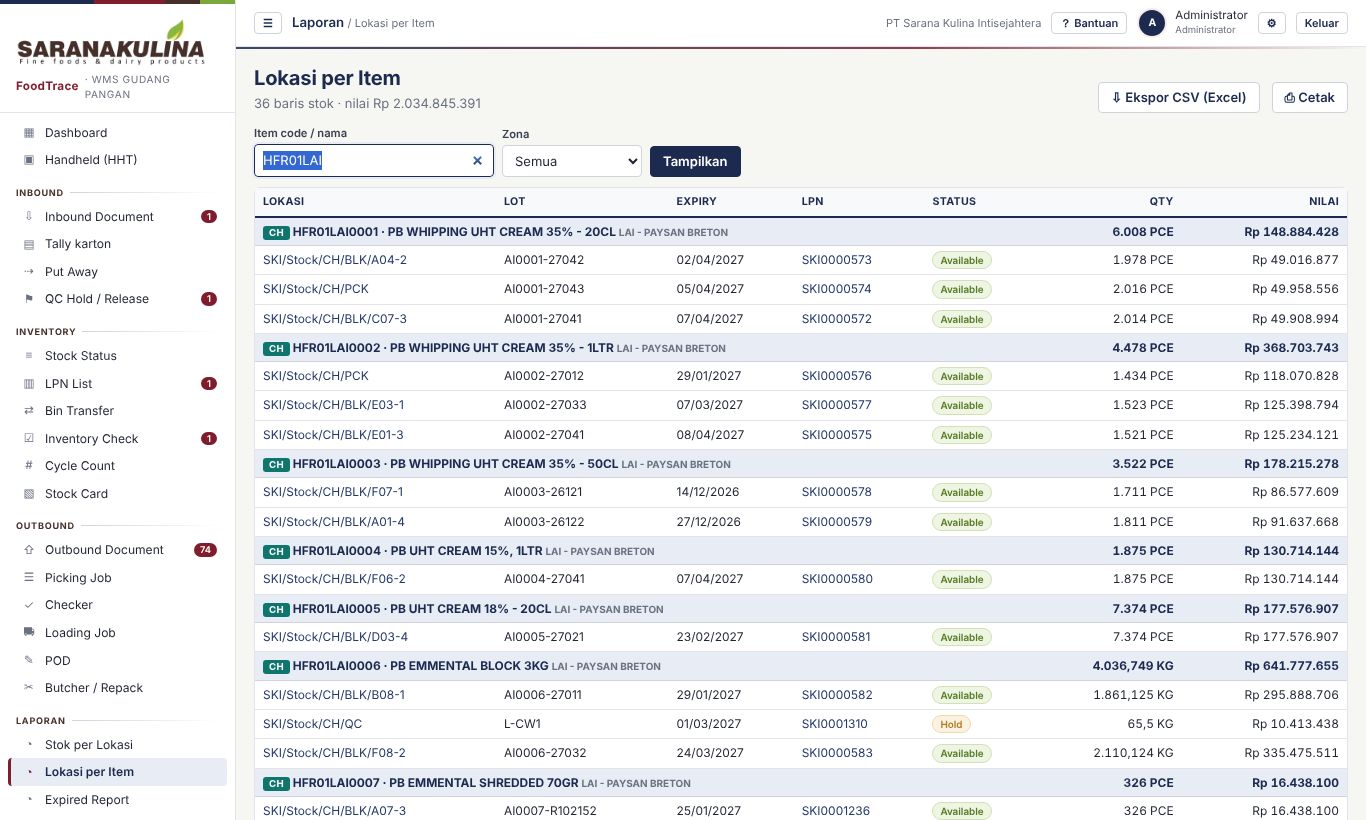 SARANAKULINA
Fine foods & dairy products
FoodTrace · WMS GUDANG PANGAN
Dashboard
Handheld (HHT)
INBOUND
Inbound Document 1
Tally karton
Put Away
QC Hold / Release 1
INVENTORY
Stock Status
LPN List 1
Bin Transfer
Inventory Check 1
Cycle Count
Stock Card
OUTBOUND
Outbound Document 74
Picking Job
Checker
Loading Job
POD
Butcher / Repack
LAPORAN
Stok per Lokasi
Lokasi per Item
Expired Report
☰ Laporan / Lokasi per Item PT Sarana Kulina Intisejahtera ? Bantuan A Administrator Administrator ⚙ Keluar
Lokasi per Item
36 baris stok · nilai Rp 2.034.845.391
⇩ Ekspor CSV (Excel) ⎙ Cetak
Item code / nama Zona
HFR01LAI × Semua Tampilkan
LOKASI LOT EXPIRY LPN STATUS QTY NILAI
CH HFR01LAI0001 · PB WHIPPING UHT CREAM 35% - 20CL LAI - PAYSAN BRETON 6.008 PCE Rp 148.884.428
SKI/Stock/CH/BLK/A04-2 AI0001-27042 02/04/2027 SKI0000573 Available 1.978 PCE Rp 49.016.877
SKI/Stock/CH/PCK AI0001-27043 05/04/2027 SKI0000574 Available 2.016 PCE Rp 49.958.556
SKI/Stock/CH/BLK/C07-3 AI0001-27041 07/04/2027 SKI0000572 Available 2.014 PCE Rp 49.908.994
CH HFR01LAI0002 · PB WHIPPING UHT CREAM 35% - 1LTR LAI - PAYSAN BRETON 4.478 PCE Rp 368.703.743
SKI/Stock/CH/PCK AI0002-27012 29/01/2027 SKI0000576 Available 1.434 PCE Rp 118.070.828
SKI/Stock/CH/BLK/E03-1 AI0002-27033 07/03/2027 SKI0000577 Available 1.523 PCE Rp 125.398.794
SKI/Stock/CH/BLK/E01-3 AI0002-27041 08/04/2027 SKI0000575 Available 1.521 PCE Rp 125.234.121
CH HFR01LAI0003 · PB WHIPPING UHT CREAM 35% - 50CL LAI - PAYSAN BRETON 3.522 PCE Rp 178.215.278
SKI/Stock/CH/BLK/F07-1 AI0003-26121 14/12/2026 SKI0000578 Available 1.711 PCE Rp 86.577.609
SKI/Stock/CH/BLK/A01-4 AI0003-26122 27/12/2026 SKI0000579 Available 1.811 PCE Rp 91.637.668
CH HFR01LAI0004 · PB UHT CREAM 15%, 1LTR LAI - PAYSAN BRETON 1.875 PCE Rp 130.714.144
SKI/Stock/CH/BLK/F06-2 AI0004-27041 07/04/2027 SKI0000580 Available 1.875 PCE Rp 130.714.144
CH HFR01LAI0005 · PB UHT CREAM 18% - 20CL LAI - PAYSAN BRETON 7.374 PCE Rp 177.576.907
SKI/Stock/CH/BLK/D03-4 AI0005-27021 23/02/2027 SKI0000581 Available 7.374 PCE Rp 177.576.907
CH HFR01LAI0006 · PB EMMENTAL BLOCK 3KG LAI - PAYSAN BRETON 4.036,749 KG Rp 641.777.655
SKI/Stock/CH/BLK/B08-1 AI0006-27011 29/01/2027 SKI0000582 Available 1.861,125 KG Rp 295.888.706
SKI/Stock/CH/QC L-CW1 01/03/2027 SKI0001310 Hold 65,5 KG Rp 10.413.438
SKI/Stock/CH/BLK/F08-2 AI0006-27032 24/03/2027 SKI0000583 Available 2.110,124 KG Rp 335.475.511
CH HFR01LAI0007 · PB EMMENTAL SHREDDED 70GR LAI - PAYSAN BRETON 326 PCE Rp 16.438.100
SKI/Stock/CH/BLK/A07-3 AI0007-R102152 25/01/2027 SKI0001236 Available 326 PCE Rp 16.438.100